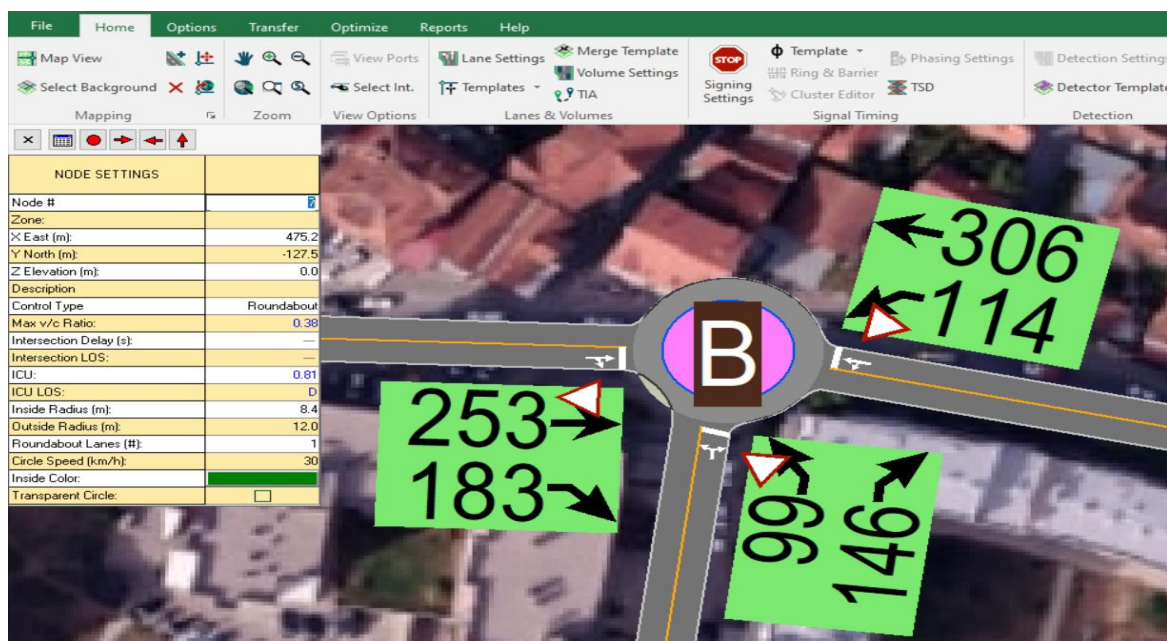 File Home Options Transfer Optimize Reports Help
Map View View Ports Lane Settings Merge Template Template Phasing Settings Detection Settings
Volume Settings Ring & Barrier
Select Background Select Int. Templates TIA Cluster Editor TSD Detector Template
STOP
Signing
Settings
Mapping Zoom View Options Lanes & Volumes Signal Timing Detection
NODE SETTINGS
Node # 7
Zone:
X East (m): 475.2
Y North (m): -127.5
Z Elevation (m): 0.0
Description
Control Type Roundabout
Max v/c Ratio: 0.38
Intersection Delay (s): —
Intersection LOS: —
ICU: 0.81
ICU LOS: D
Inside Radius (m): 8.4
Outside Radius (m): 12.0
Roundabout Lanes (#): 1
Circle Speed (km/h): 30
Inside Color:
Transparent Circle:
306
114
B
253
183
99
146